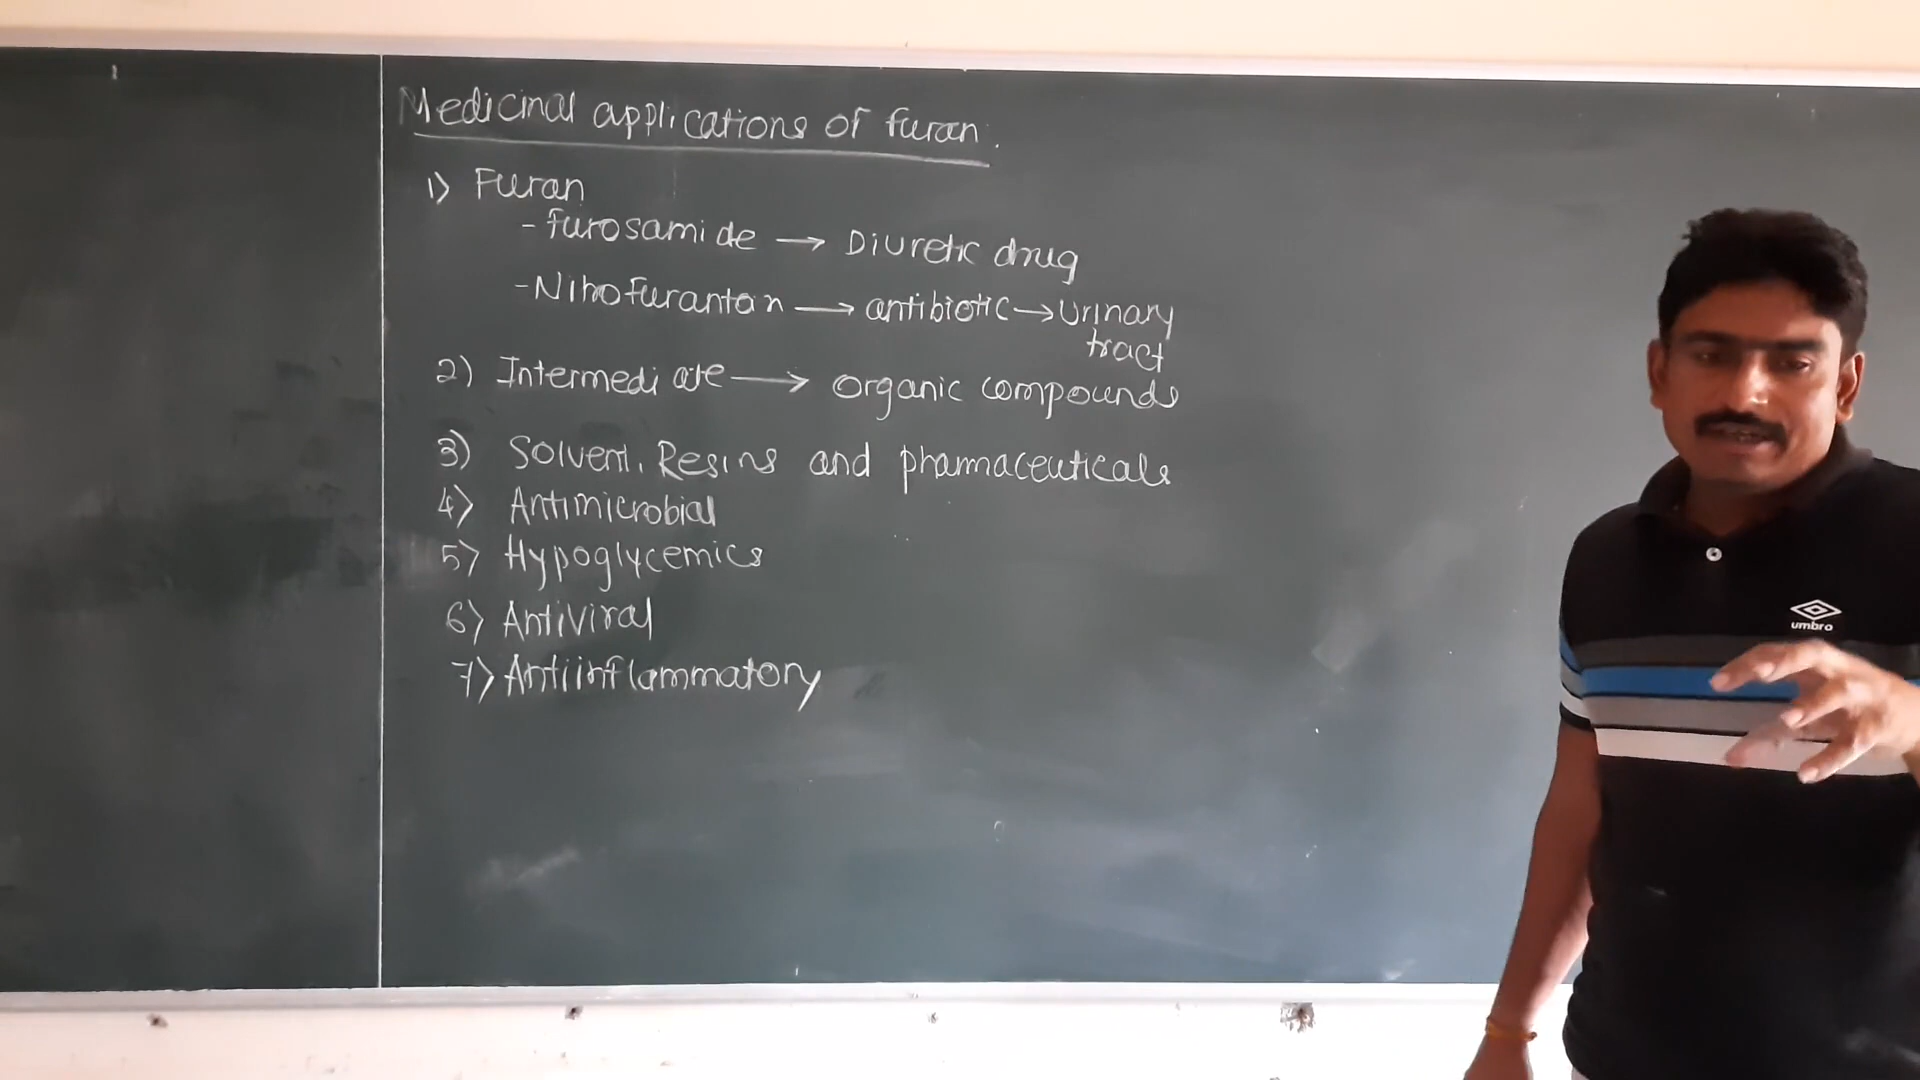 Medicinal applications of furan.
1) Furan
- furosamide → Diuretic drug
- Nitrofurantoin → antibiotic → Urinary
tract
2) Intermediate → organic compounds
3) Solvent, Resins and pharmaceuticals
4) Antimicrobial
5) Hypoglycemics
6) Antiviral
7) Antiinflammatory
umbro